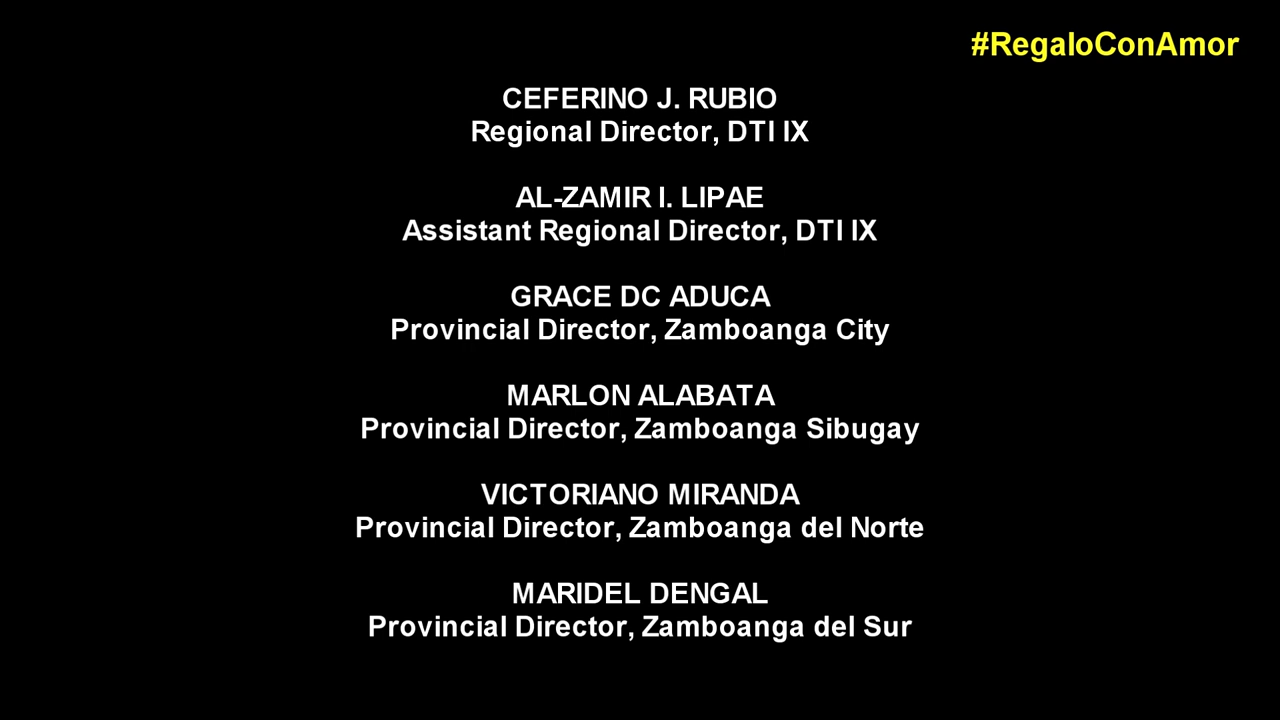 #RegaloConAmor
CEFERINO J. RUBIO
Regional Director, DTI IX
AL-ZAMIR I. LIPAE
Assistant Regional Director, DTI IX
GRACE DC ADUCA
Provincial Director, Zamboanga City
MARLON ALABATA
Provincial Director, Zamboanga Sibugay
VICTORIANO MIRANDA
Provincial Director, Zamboanga del Norte
MARIDEL DENGAL
Provincial Director, Zamboanga del Sur